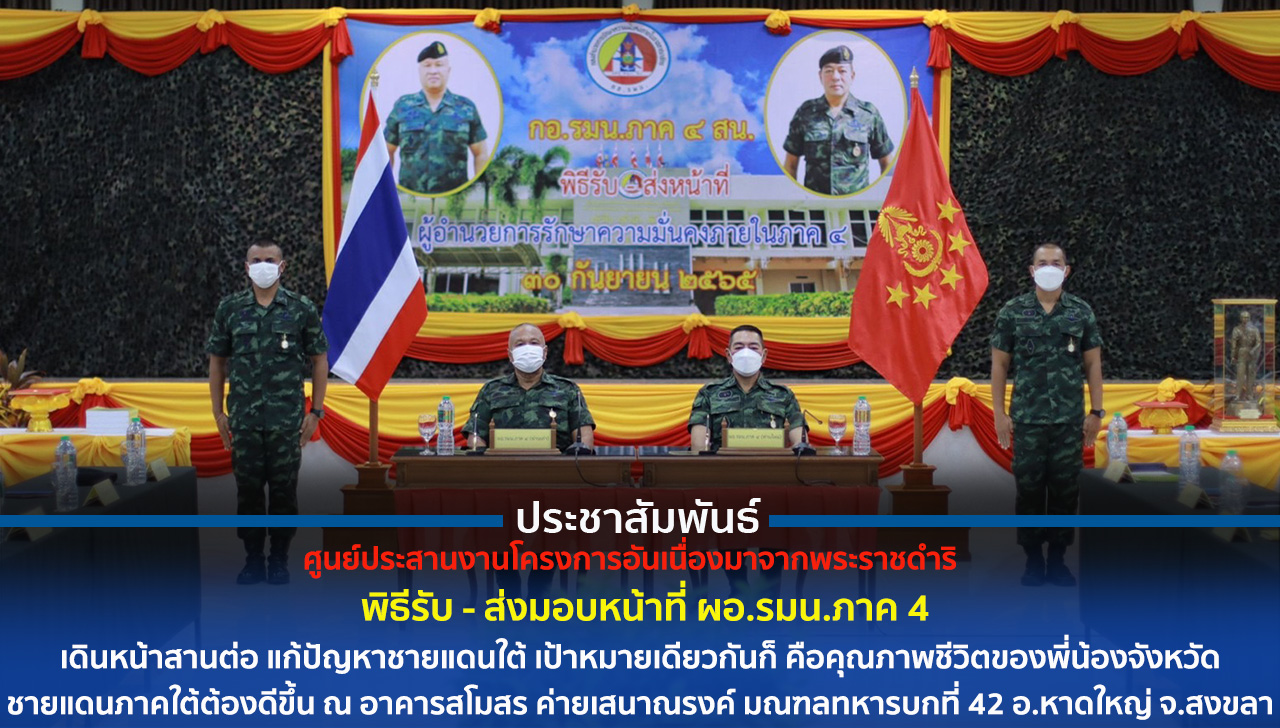 กอ.รมน.ภาค ๔ สน.
พิธีรับ - ส่งหน้าที่
ผู้อำนวยการรักษาความมั่นคงภายในภาค ๔
๓๐ กันยายน ๒๕๖๕
ประชาสัมพันธ์
ศูนย์ประสานงานโครงการอันเนื่องมาจากพระราชดำริ
พิธีรับ - ส่งมอบหน้าที่ ผอ.รมน.ภาค 4
เดินหน้าสานต่อ แก้ปัญหาชายแดนใต้ เป้าหมายเดียวกันก็ คือคุณภาพชีวิตของพี่น้องจังหวัด
ชายแดนภาคใต้ต้องดีขึ้น ณ อาคารสโมสร ค่ายเสนาณรงค์ มณฑลทหารบกที่ 42 อ.หาดใหญ่ จ.สงขลา